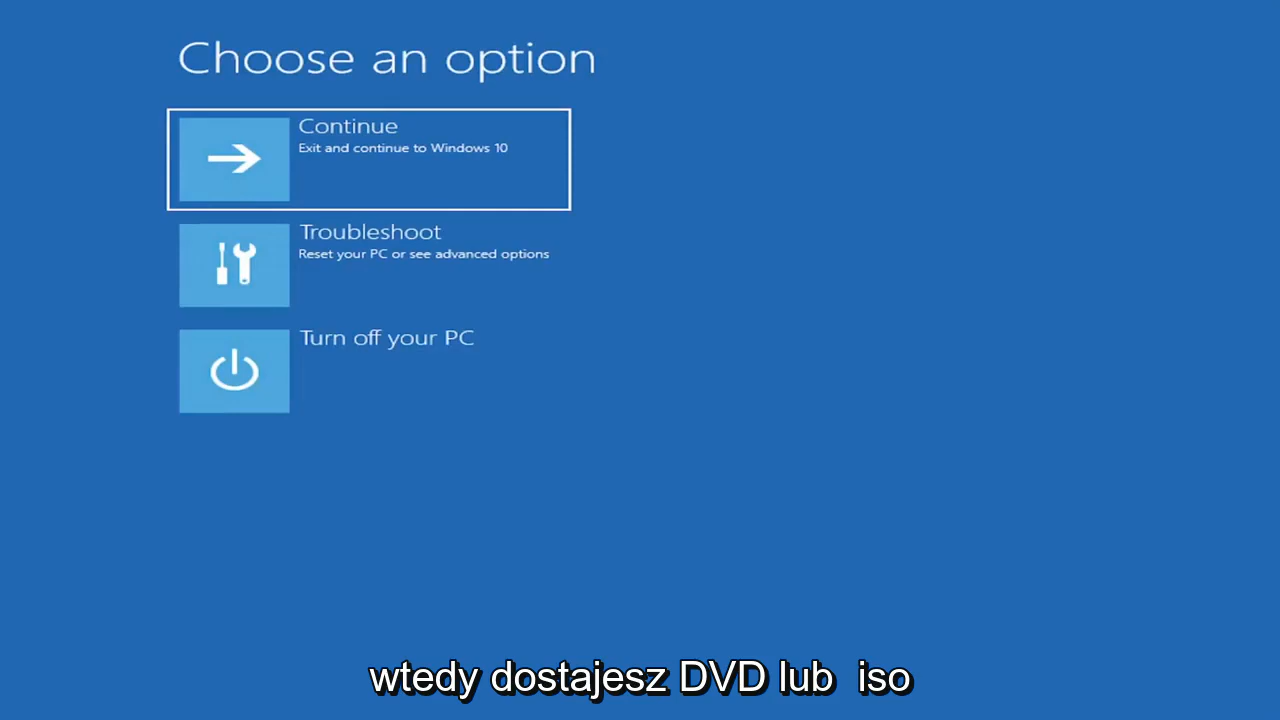 Choose an option
Continue
Exit and continue to Windows 10
Troubleshoot
Reset your PC or see advanced options
Turn off your PC
wtedy dostajesz DVD lub iso